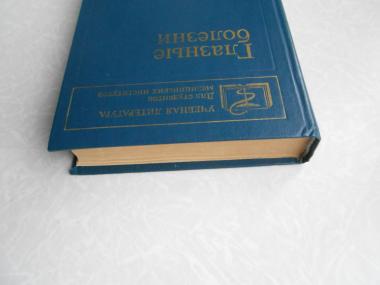 УЧЕБНАЯ ЛИТЕРАТУРА
Для студентов
медицинских институтов
Глазные
болезни